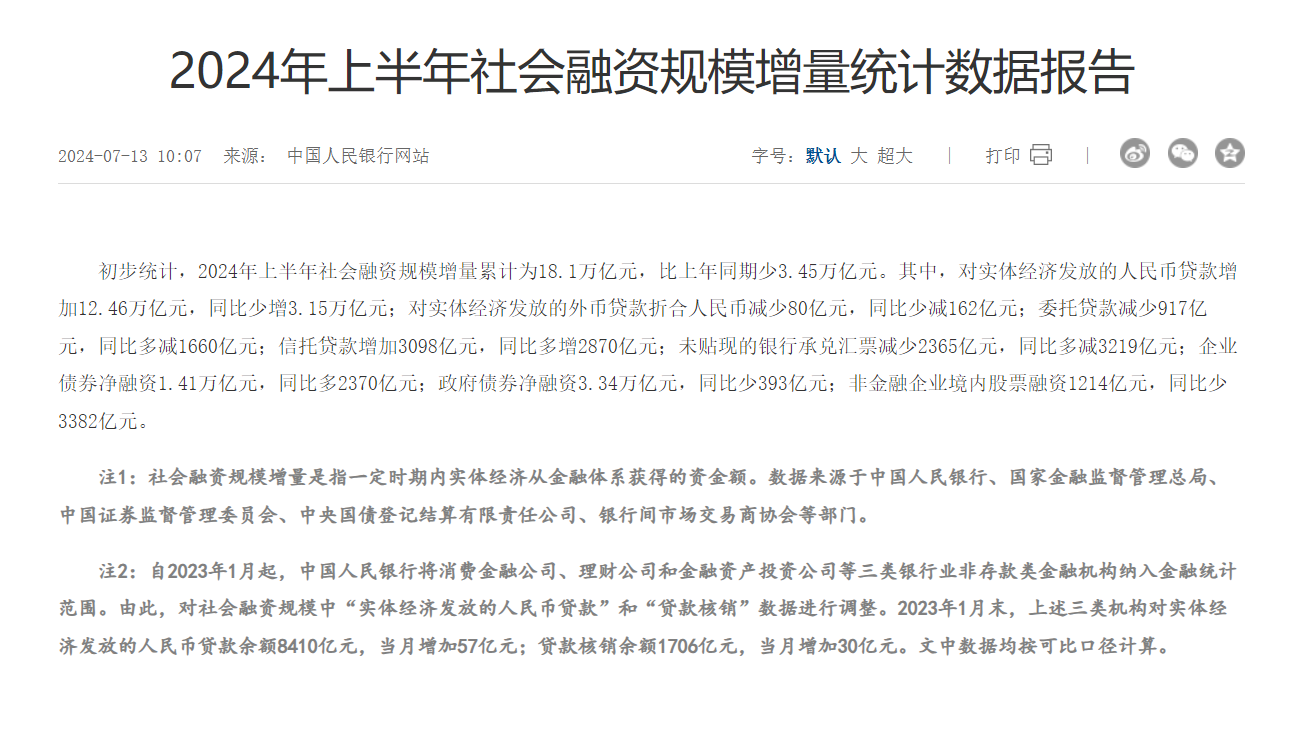 2024年上半年社会融资规模增量统计数据报告
2024-07-13 10:07 来源： 中国人民银行网站 字号：默认 大 超大 | 打印 |
初步统计，2024年上半年社会融资规模增量累计为18.1万亿元，比上年同期少3.45万亿元。其中，对实体经济发放的人民币贷款增
加12.46万亿元，同比少增3.15万亿元；对实体经济发放的外币贷款折合人民币减少80亿元，同比少减162亿元；委托贷款减少917亿
元，同比多减1660亿元；信托贷款增加3098亿元，同比多增2870亿元；未贴现的银行承兑汇票减少2365亿元，同比多减3219亿元；企业
债券净融资1.41万亿元，同比多2370亿元；政府债券净融资3.34万亿元，同比少393亿元；非金融企业境内股票融资1214亿元，同比少
3382亿元。
注1：社会融资规模增量是指一定时期内实体经济从金融体系获得的资金额。数据来源于中国人民银行、国家金融监督管理总局、
中国证券监督管理委员会、中央国债登记结算有限责任公司、银行间市场交易商协会等部门。
注2：自2023年1月起，中国人民银行将消费金融公司、理财公司和金融资产投资公司等三类银行业非存款类金融机构纳入金融统计
范围。由此，对社会融资规模中“实体经济发放的人民币贷款”和“贷款核销”数据进行调整。2023年1月末，上述三类机构对实体经
济发放的人民币贷款余额8410亿元，当月增加57亿元；贷款核销余额1706亿元，当月增加30亿元。文中数据均按可比口径计算。